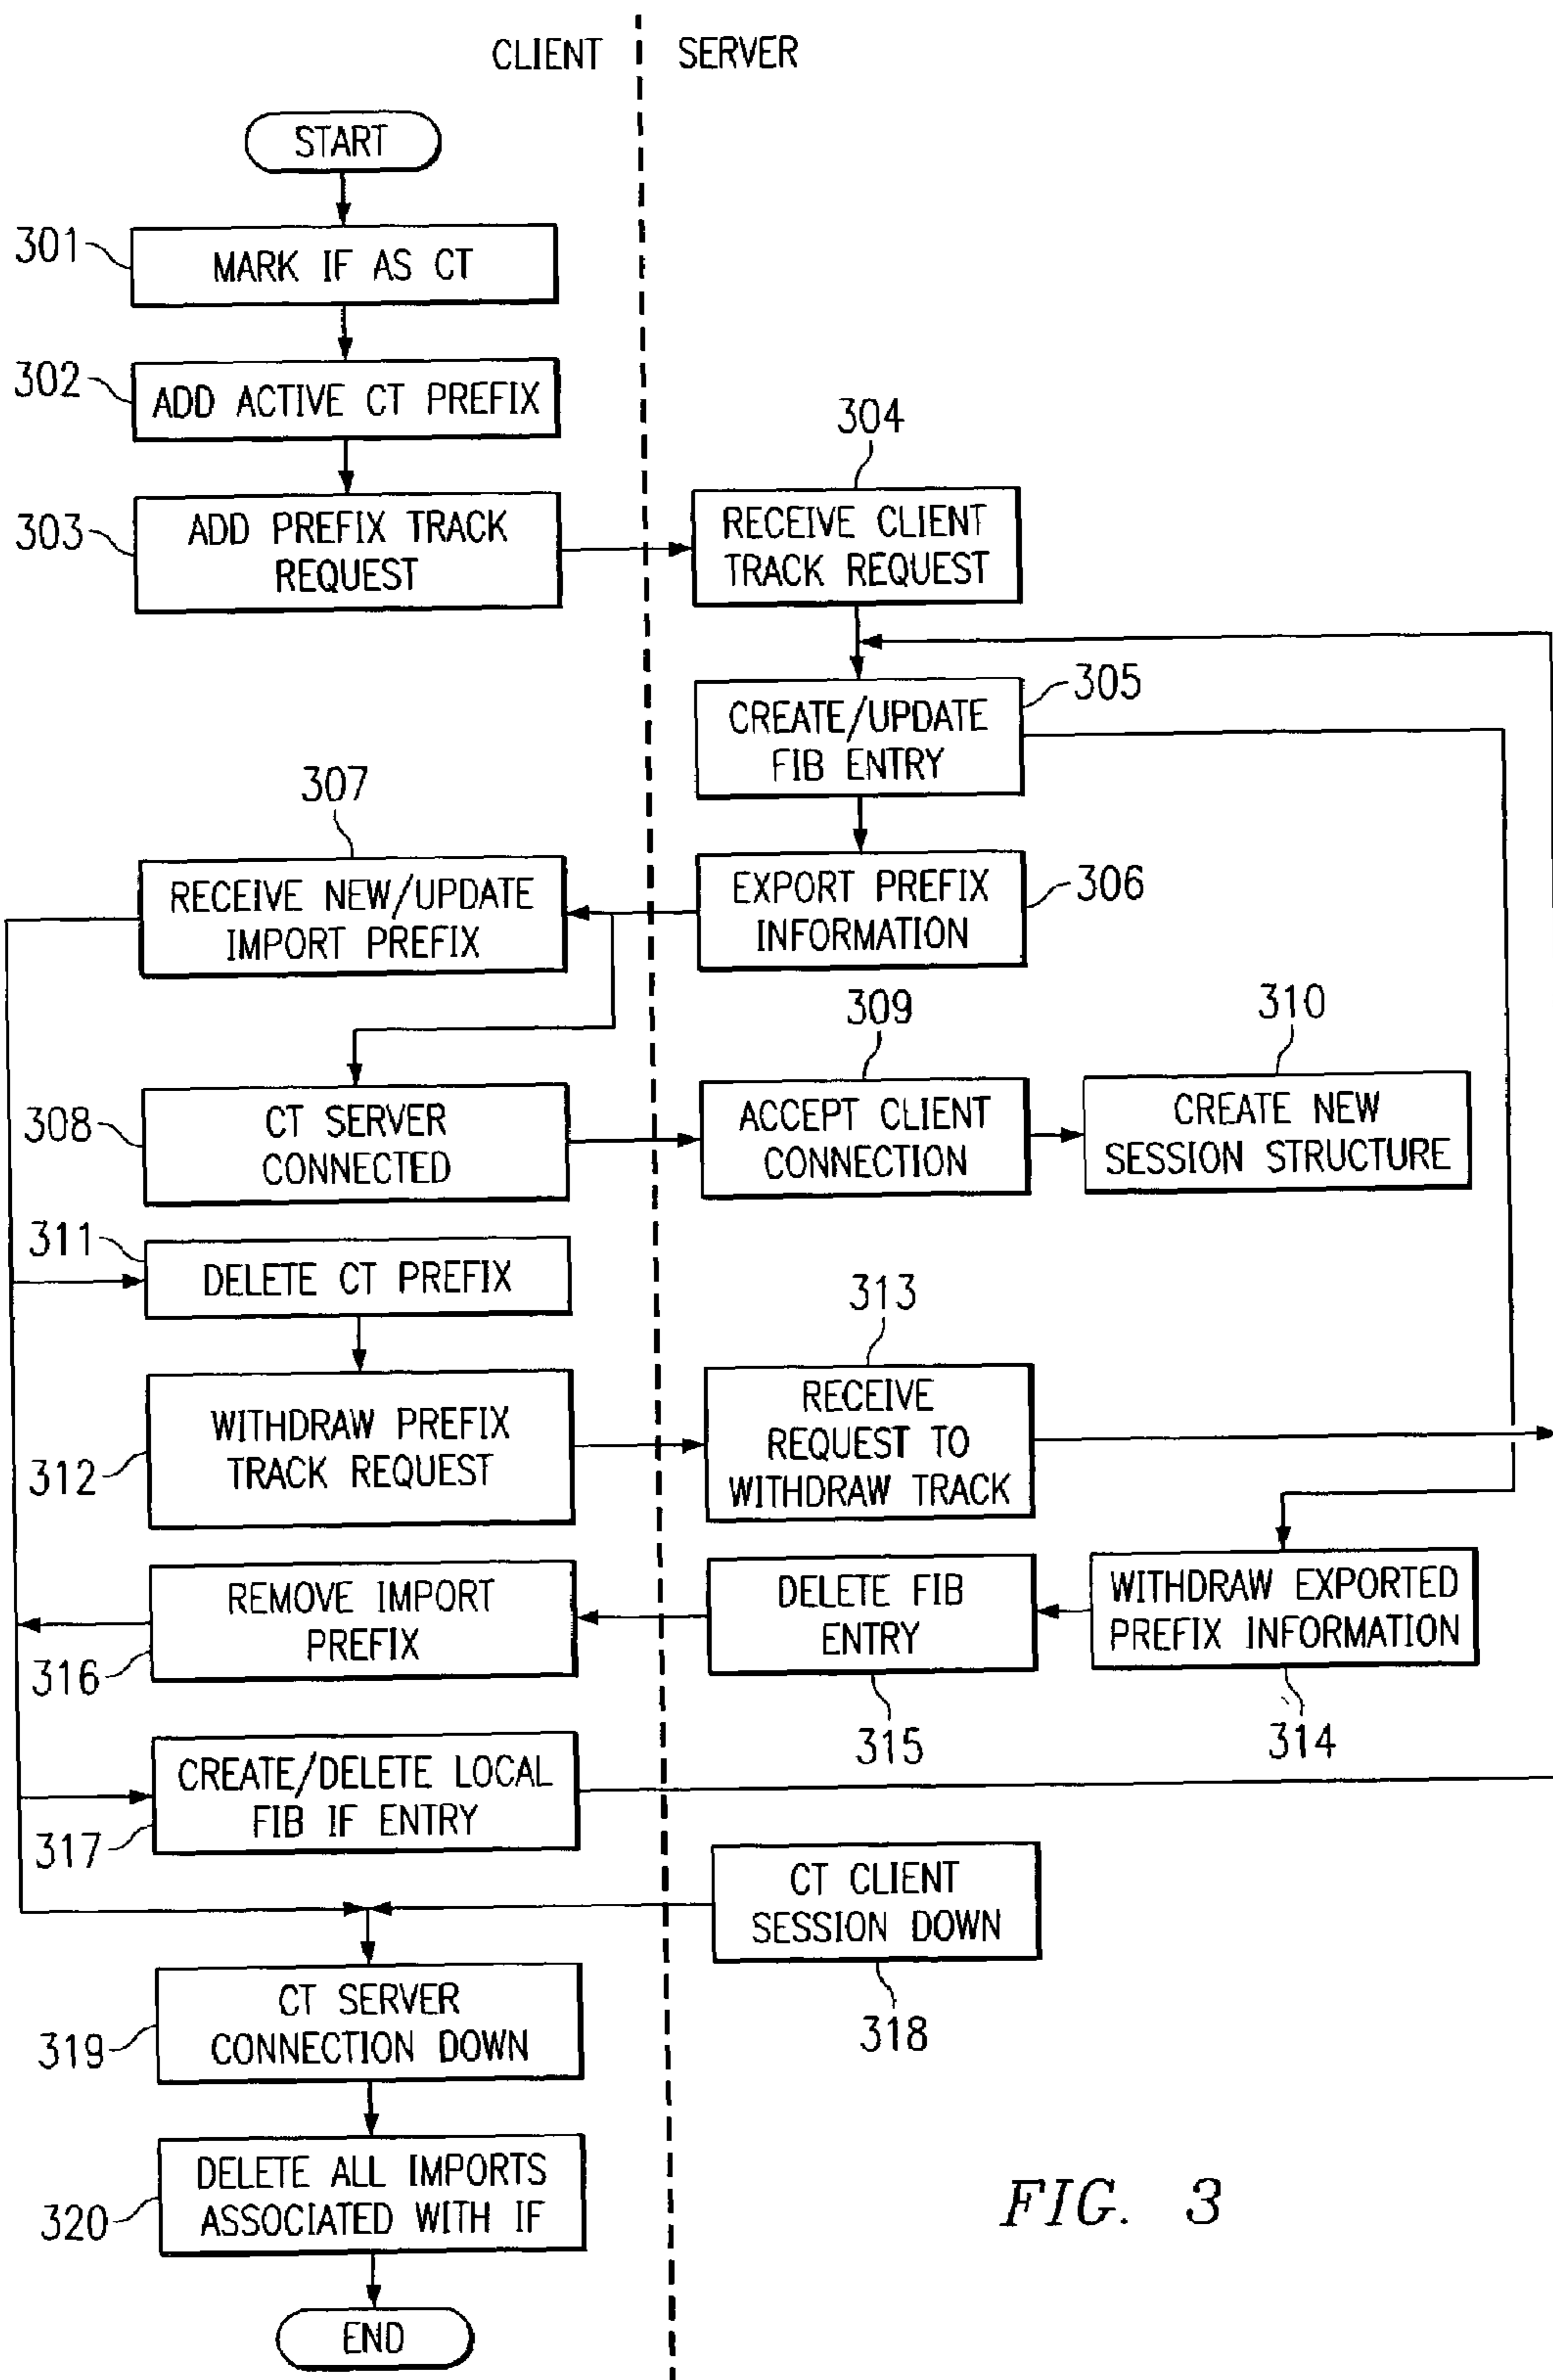 CLIENT
SERVER
START
301
MARK IF AS CT
302
ADD ACTIVE CT PREFIX
303
ADD PREFIX TRACK
REQUEST
304
RECEIVE CLIENT
TRACK REQUEST
305
CREATE/UPDATE
FIB ENTRY
306
EXPORT PREFIX
INFORMATION
307
RECEIVE NEW/UPDATE
IMPORT PREFIX
308
CT SERVER
CONNECTED
309
ACCEPT CLIENT
CONNECTION
310
CREATE NEW
SESSION STRUCTURE
311
DELETE CT PREFIX
312
WITHDRAW PREFIX
TRACK REQUEST
313
RECEIVE
REQUEST TO
WITHDRAW TRACK
WITHDRAW EXPORTED
PREFIX INFORMATION
314
DELETE FIB
ENTRY
315
REMOVE IMPORT
PREFIX
316
CREATE/DELETE LOCAL
FIB IF ENTRY
317
CT CLIENT
SESSION DOWN
318
CT SERVER
CONNECTION DOWN
319
DELETE ALL IMPORTS
ASSOCIATED WITH IF
320
END
FIG. 3